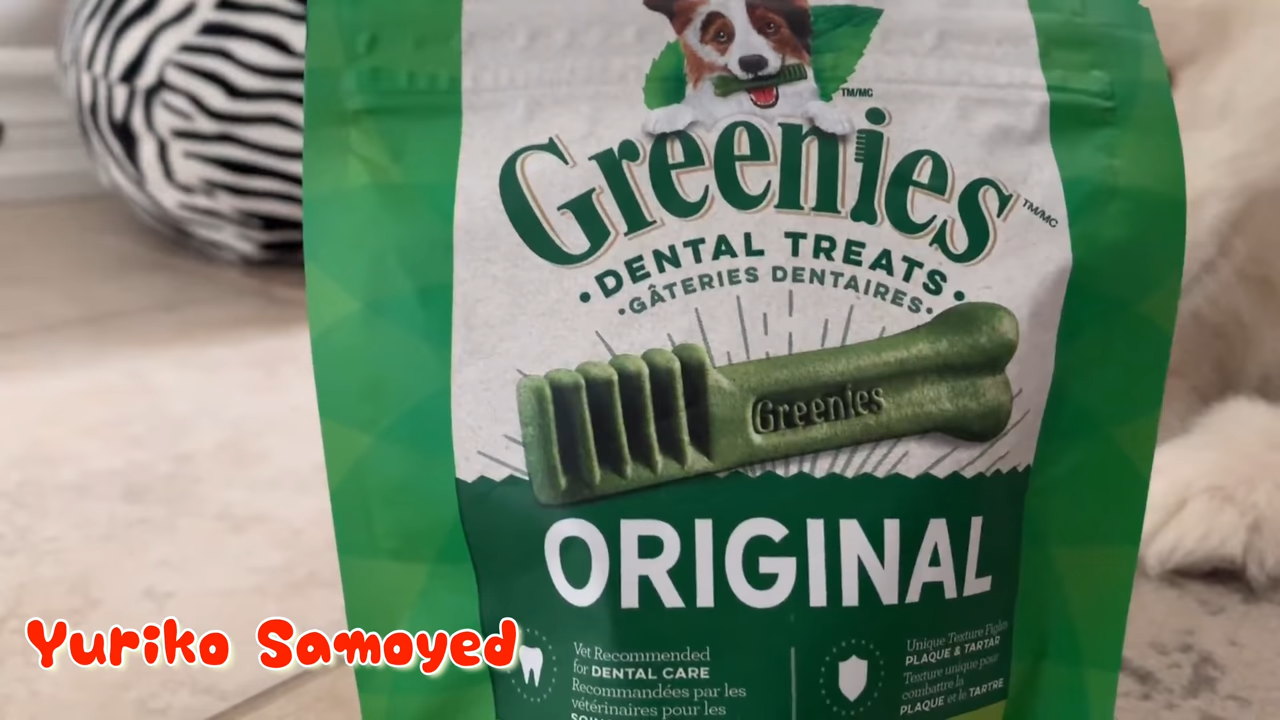 TM/MC
Greenies
TM/MC
•DENTAL TREATS•
•GÂTERIES DENTAIRES•
Greenies
ORIGINAL
Yuriko Samoyed
Vet Recommended
for DENTAL CARE
Recommandées par les
vétérinaires pour les
Unique Texture Fights
PLAQUE & TARTAR
Texture unique pour
combattre la
PLAQUE et le TARTRE